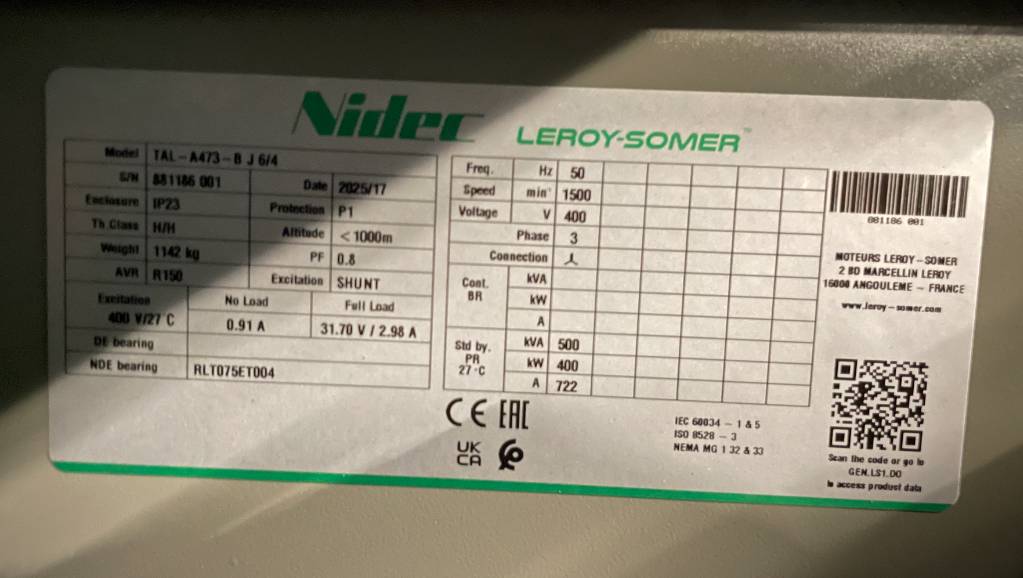 Nidec LEROY-SOMER™
Model TAL-A473-B J 6/4
S/N 881186 001 Date 2025/17
Enclosure IP23 Protection P1
Th.Class H/H Altitude <1000m
Weight 1142 kg PF 0.8
AVR R150 Excitation SHUNT
Excitation No Load Full Load
400 V/27 C 0.91 A 31.70 V / 2.98 A
DE bearing
NDE bearing RLT075ET004
Freq. Hz 50
Speed min⁻¹ 1500
Voltage V 400
Phase 3
Connection
Cont. BR kVA
kW
A
Std by. PR 27°C kVA 500
kW 400
A 722
CE EAC
UK
CA
IEC 60034 - 1 & 5
ISO 8528 - 3
NEMA MG 1 32 & 33
881186 001
MOTEURS LEROY-SOMER
2 BD MARCELLIN LEROY
16000 ANGOULEME - FRANCE
www.leroy-somer.com
Scan the code or go to
GEN.LS1.DO
to access product data